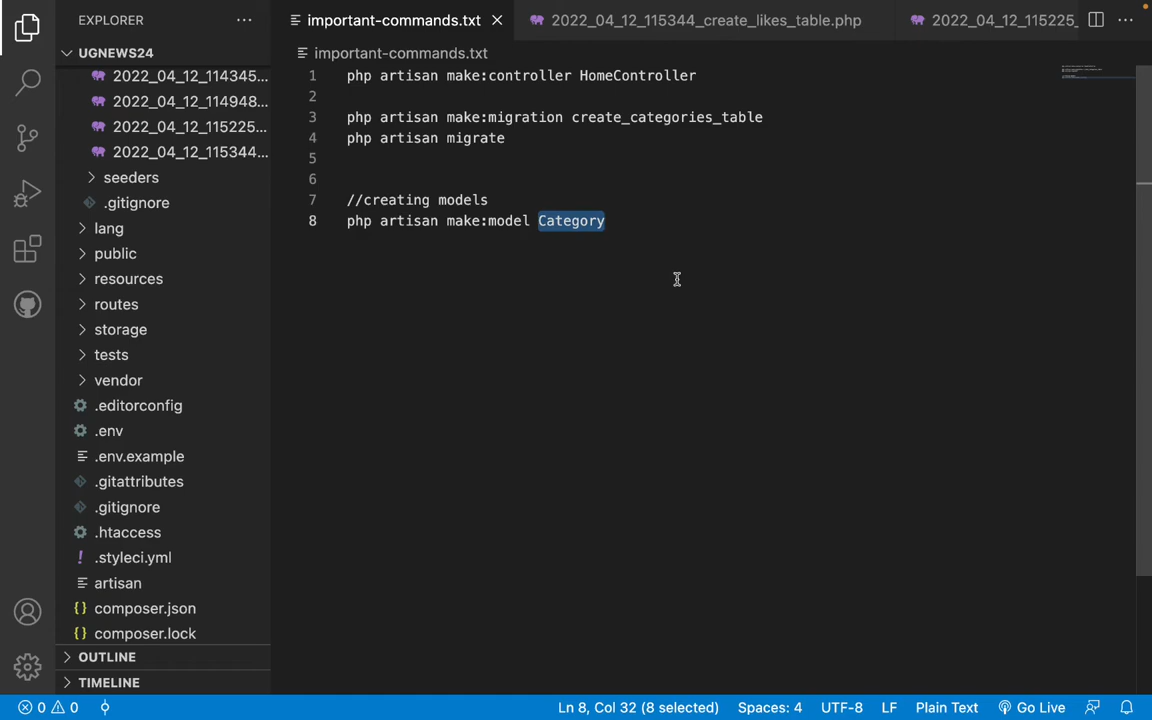 EXPLORER
important-commands.txt
2022_04_12_115344_create_likes_table.php
2022_04_12_115225_
UGNEWS24
important-commands.txt
2022_04_12_114345...
2022_04_12_114948...
2022_04_12_115225...
2022_04_12_115344...
seeders
.gitignore
lang
public
resources
routes
storage
tests
vendor
.editorconfig
.env
.env.example
.gitattributes
.gitignore
.htaccess
.styleci.yml
artisan
composer.json
composer.lock
OUTLINE
TIMELINE
1 php artisan make:controller HomeController
2
3 php artisan make:migration create_categories_table
4 php artisan migrate
5
6
7 //creating models
8 php artisan make:model Category
0 0
Ln 8, Col 32 (8 selected)
Spaces: 4
UTF-8
LF
Plain Text
Go Live